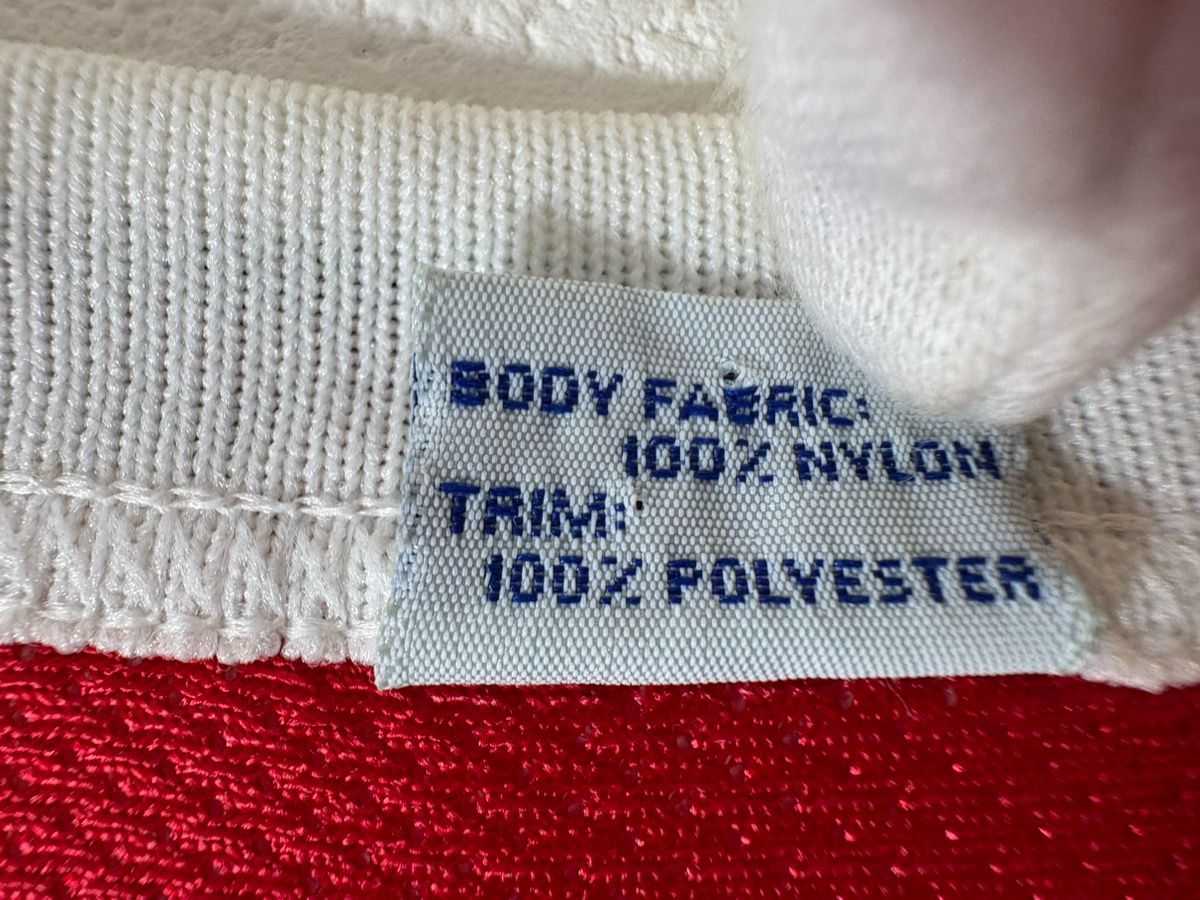 BODY FABRIC:
100% NYLON
TRIM:
100% POLYESTER